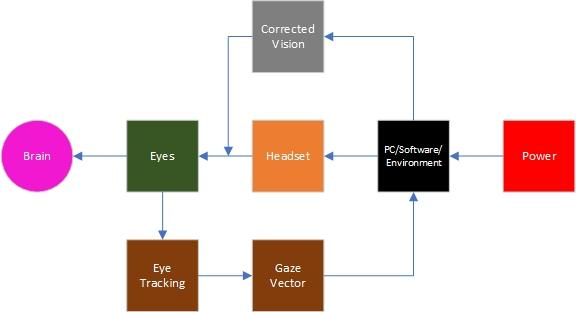 Corrected
Vision
Brain
Eyes
Headset
PC/Software/
Environment
Power
Eye
Tracking
Gaze
Vector